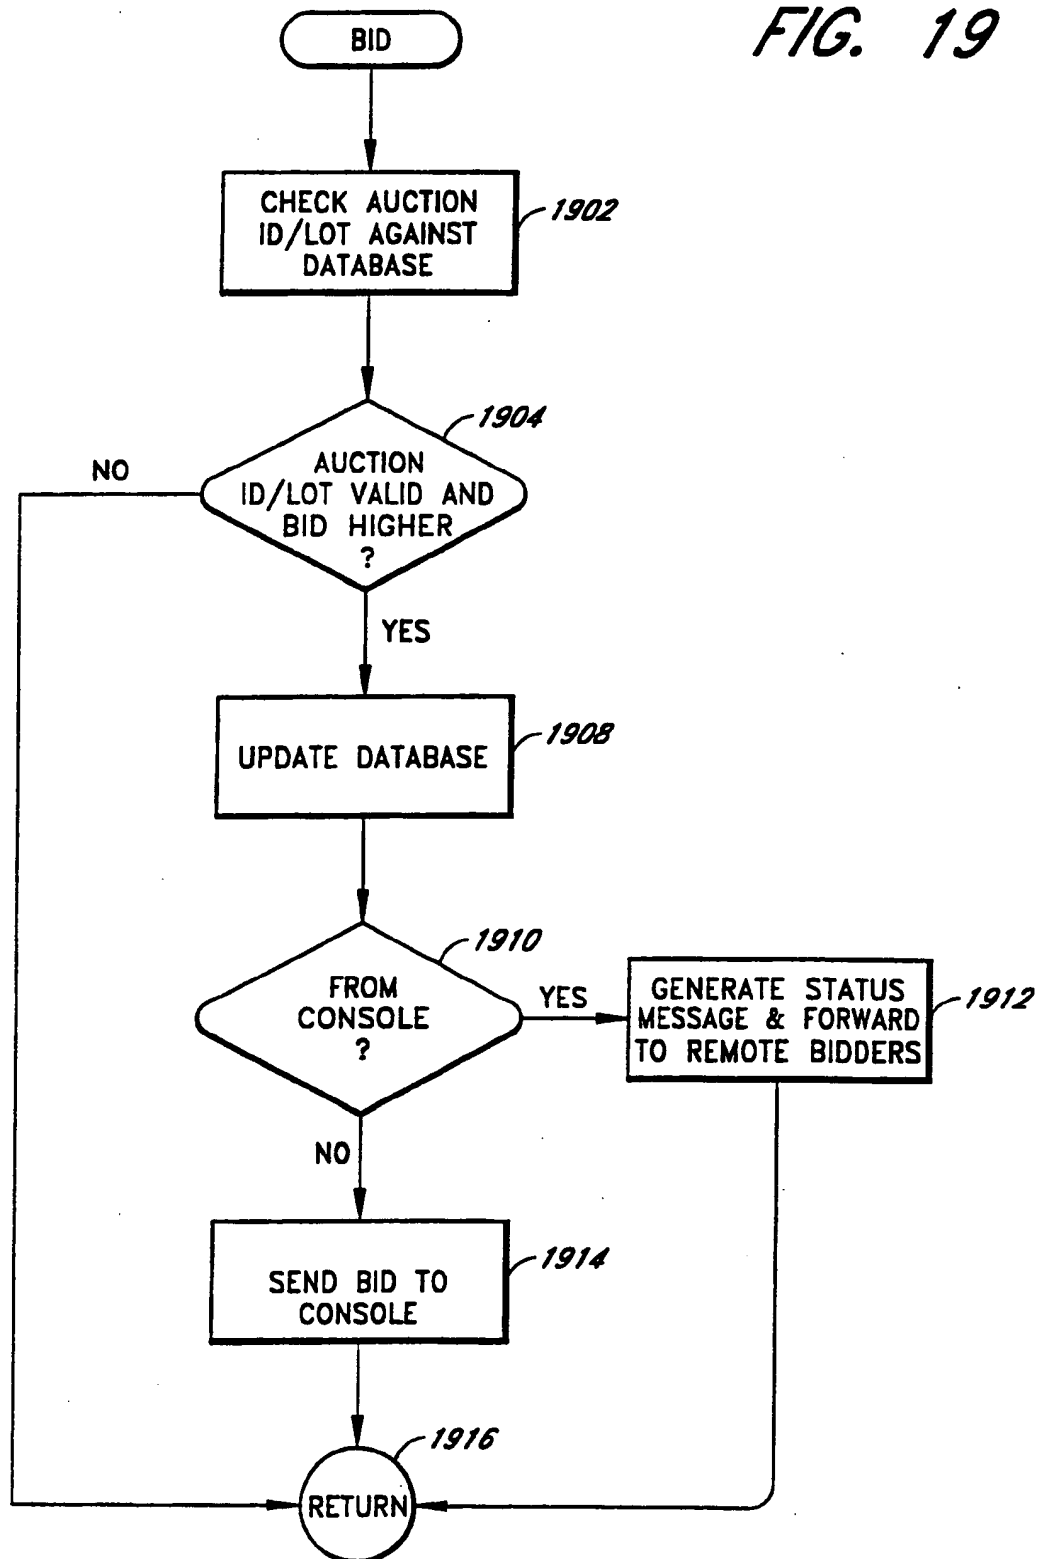 FIG. 19
BID
CHECK AUCTION
ID/LOT AGAINST
DATABASE
1902
1904
NO
AUCTION
ID/LOT VALID AND
BID HIGHER
?
YES
1908
UPDATE DATABASE
1910
FROM
CONSOLE
?
YES
GENERATE STATUS
MESSAGE & FORWARD
TO REMOTE BIDDERS
1912
NO
1914
SEND BID TO
CONSOLE
1916
RETURN